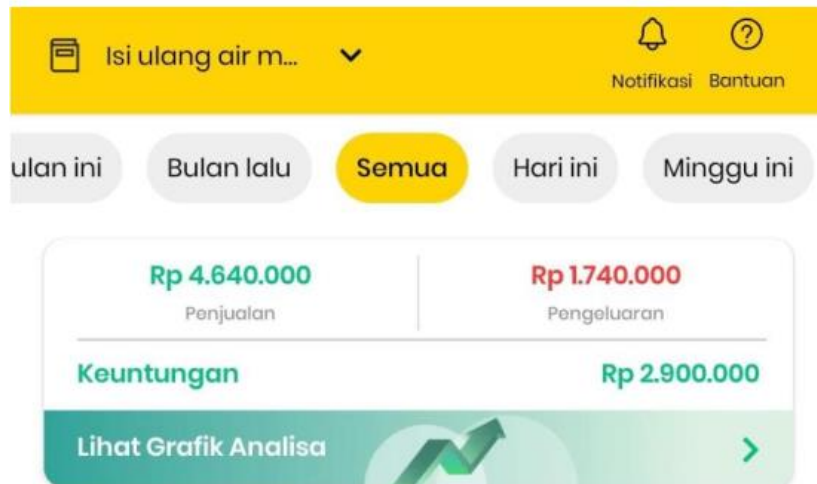 Isi ulang air m...
Notifikasi Bantuan
ulan ini Bulan lalu Semua Hari ini Minggu ini
Rp 4.640.000 Rp 1.740.000
Penjualan Pengeluaran
Keuntungan Rp 2.900.000
Lihat Grafik Analisa